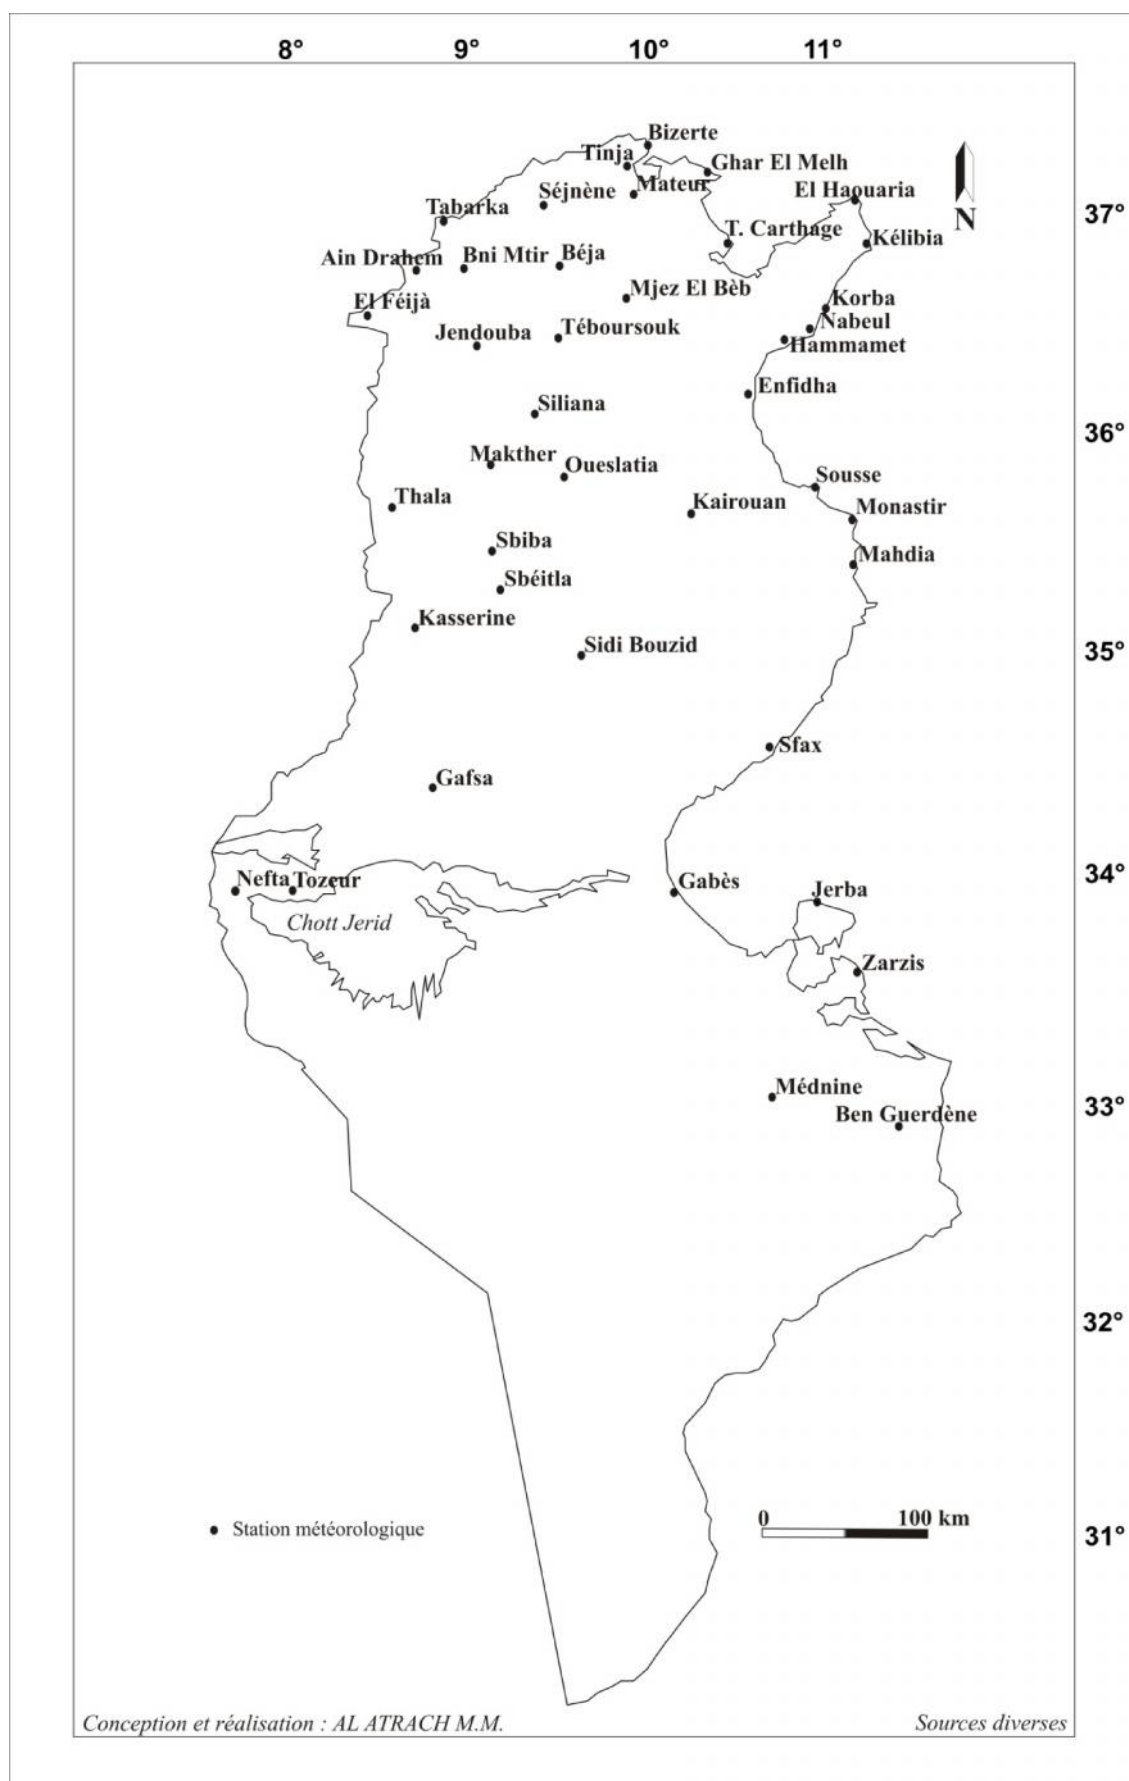 8° 9° 10° 11°
Bizerte
Tinja
Ghar El Melh
Mateur
El Haouaria
Séjnène
Tabarka
37°
N
T. Carthage
Kélibia
Ain Drahem
Bni Mtir
Béja
Mjez El Bèb
El Féijà
Korba
Nabeul
Jendouba
Téboursouk
Hammamet
Enfidha
Siliana
36°
Makther
Oueslatia
Sousse
Thala
Kairouan
Monastir
Sbiba
Mahdia
Sbéitla
Kasserine
Sidi Bouzid
35°
Sfax
Gafsa
34°
Nefta
Tozeur
Gabès
Jerba
Chott Jerid
Zarzis
Médnine
33°
Ben Guerdène
32°
0 100 km
Station météorologique
31°
Conception et réalisation : AL ATRACH M.M.
Sources diverses